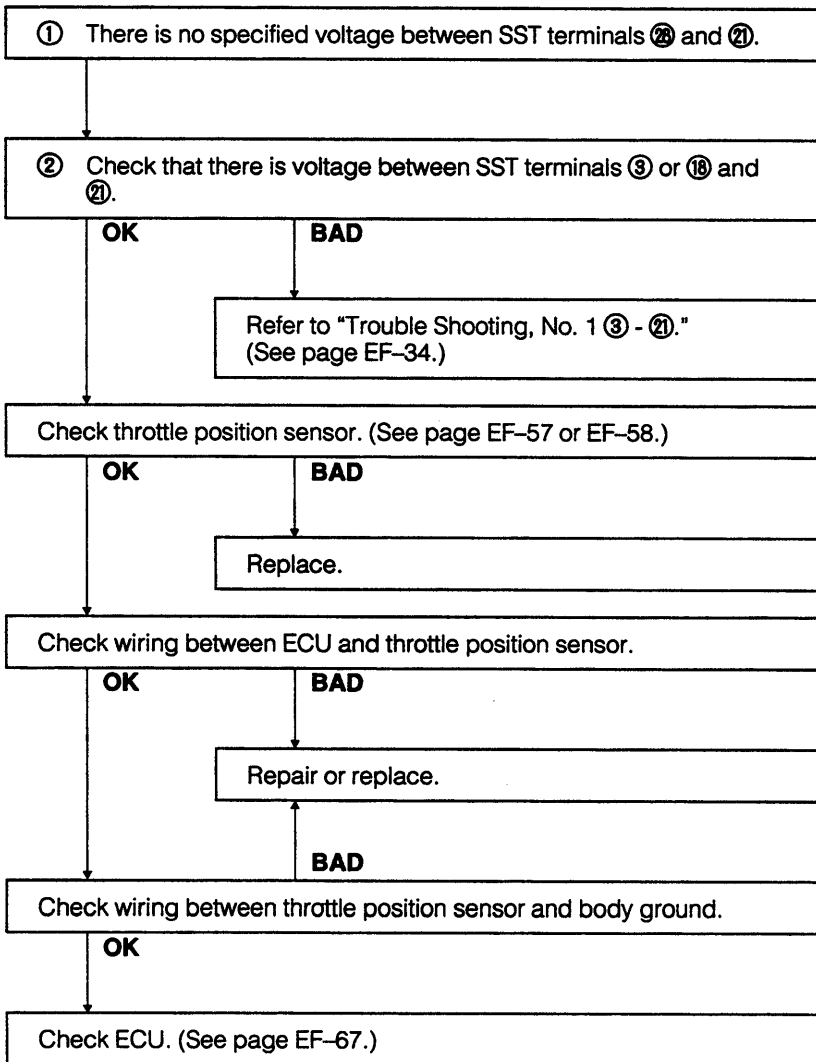 ① There is no specified voltage between SST terminals ㉘ and ㉑.
② Check that there is voltage between SST terminals ③ or ⑱ and
㉑.
OK BAD
Refer to "Trouble Shooting, No. 1 ③ - ㉑."
(See page EF–34.)
Check throttle position sensor. (See page EF–57 or EF–58.)
OK BAD
Replace.
Check wiring between ECU and throttle position sensor.
OK BAD
Repair or replace.
BAD
Check wiring between throttle position sensor and body ground.
OK
Check ECU. (See page EF–67.)